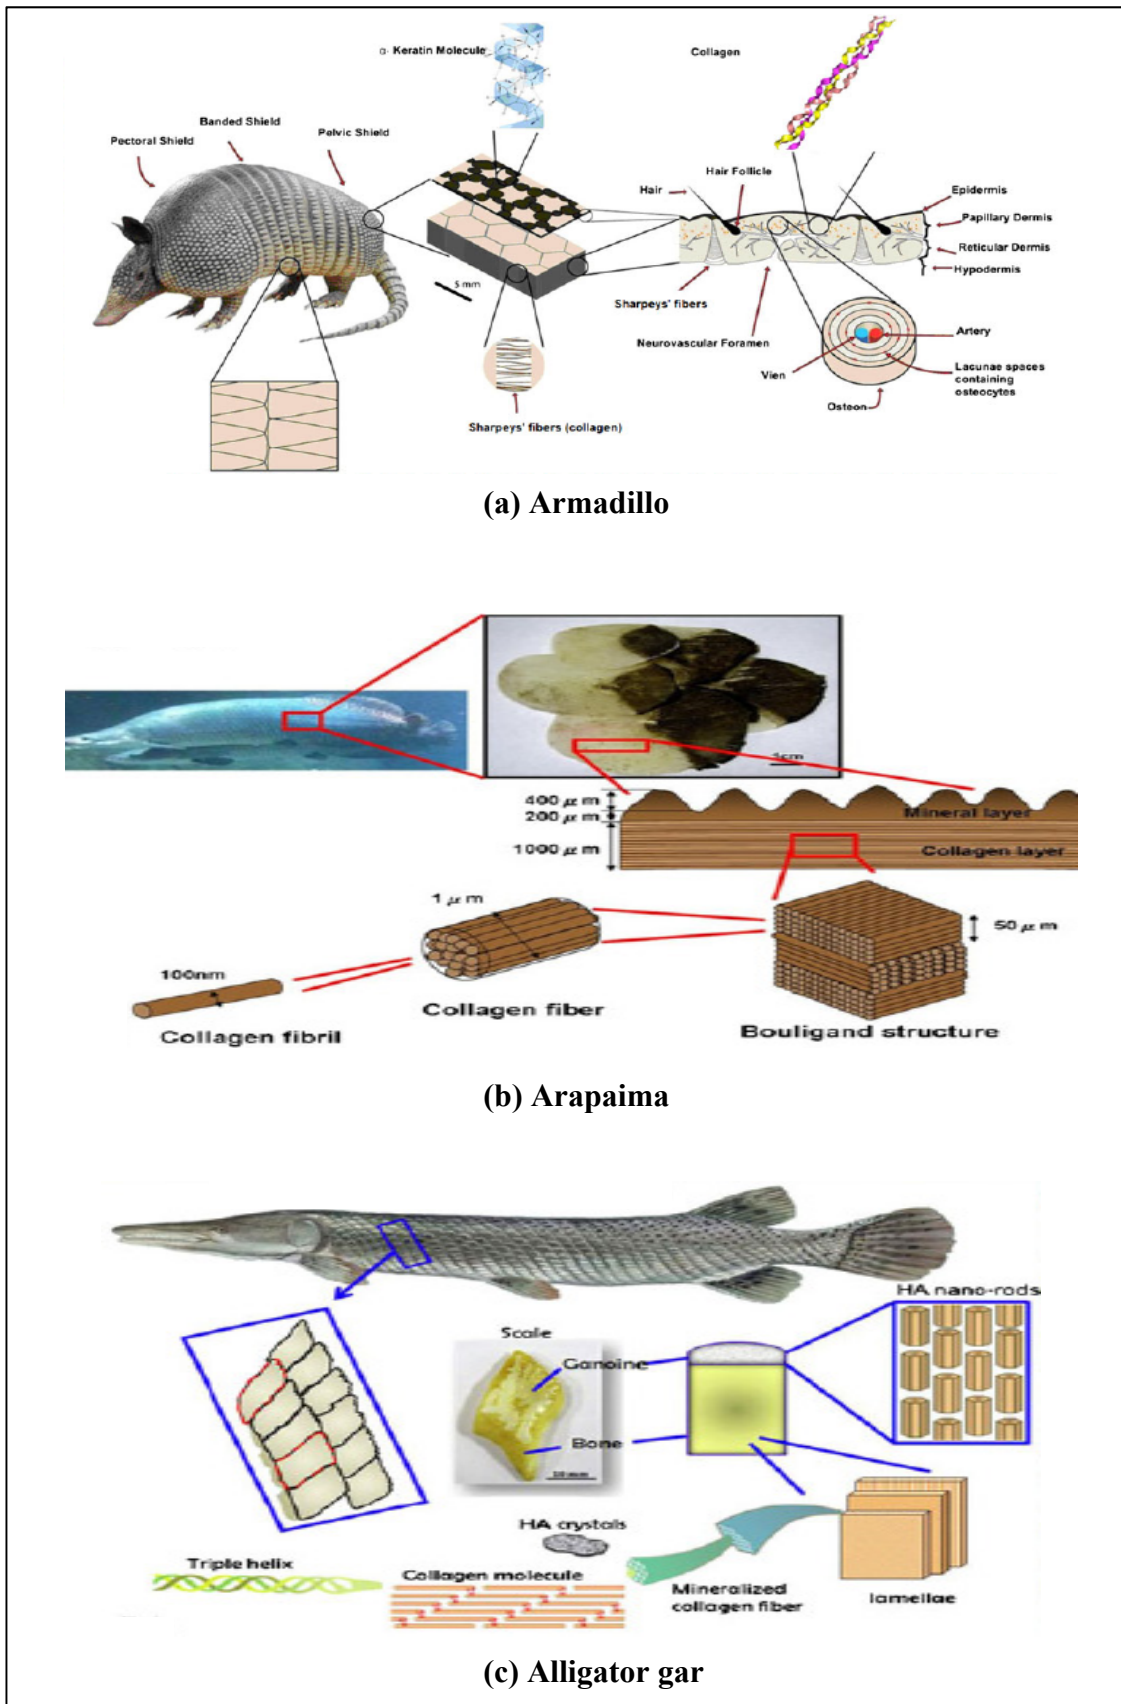 α- Keratin Molecule
Collagen
Banded Shield
Pectoral Shield
Pelvic Shield
Hair Follicle
Hair
Epidermis
Papillary Dermis
Reticular Dermis
Hypodermis
5 mm
Sharpeys' fibers
Neurovascular Foramen
Artery
Vien
Lacunae spaces
containing
osteocytes
Osteon
Sharpeys' fibers (collagen)
(a) Armadillo
1cm
400 μm
200 μm
Mineral layer
1000 μm
Collagen layer
1 μm
50 μm
100nm
Collagen fiber
Collagen fibril
Bouligand structure
(b) Arapaima
HA nano-rods
Scale
Ganoine
Bone
10 mm
HA crystals
Triple helix
Collagen molecule
Mineralized
collagen fiber
lamellae
(c) Alligator gar